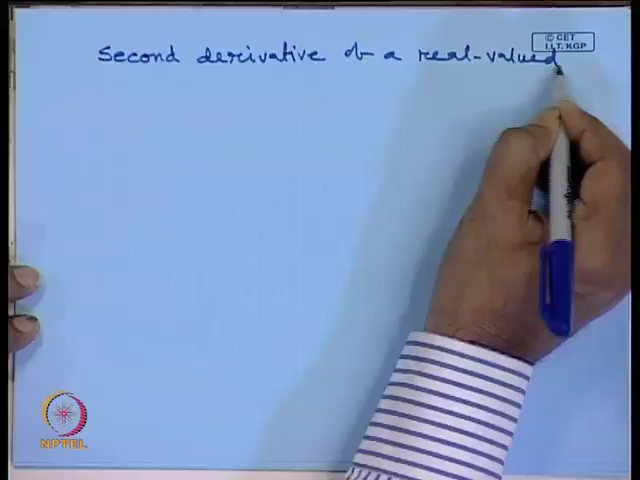 © CET
I.I.T. KGP
Second derivative of a real-valued
NPTEL